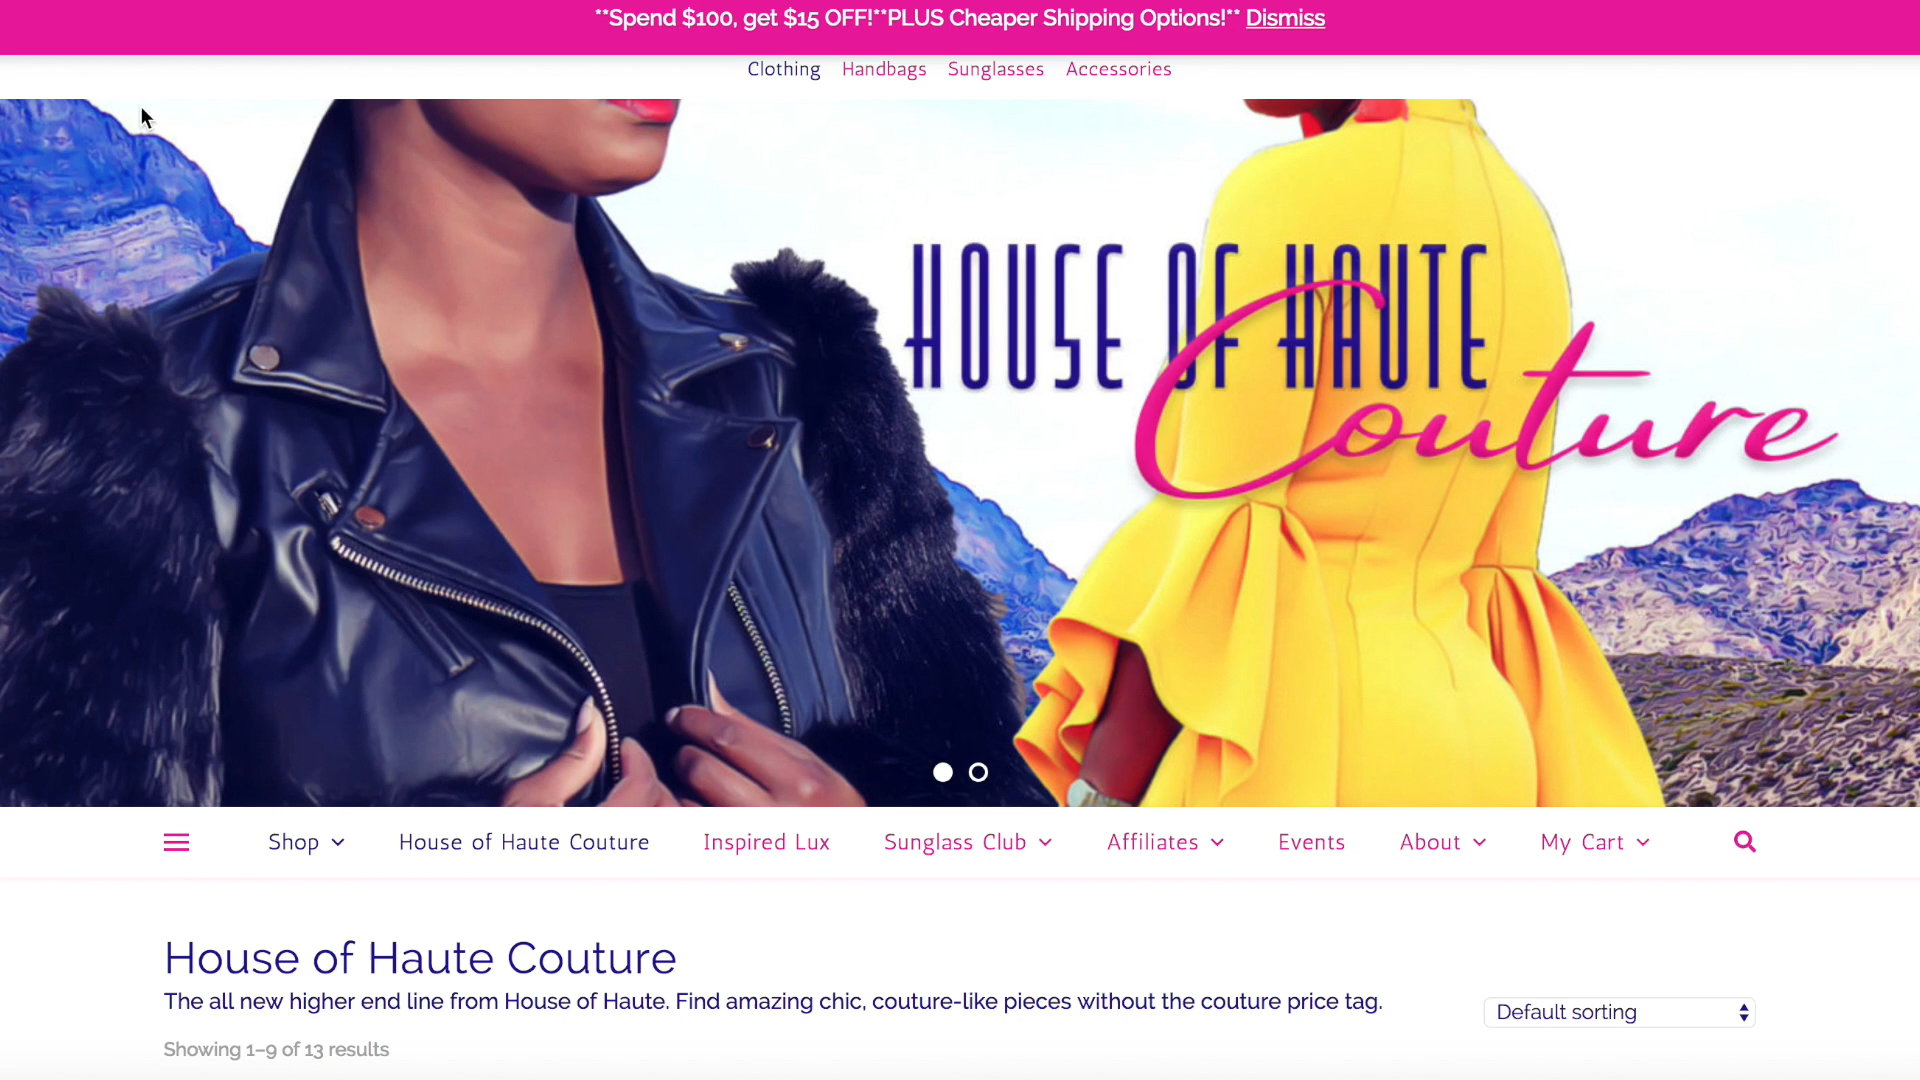 **Spend $100, get $15 OFF!**PLUS Cheaper Shipping Options!** Dismiss
Clothing Handbags Sunglasses Accessories
HOUSE OF HAUTE
Couture
Shop House of Haute Couture Inspired Lux Sunglass Club Affiliates Events About My Cart
House of Haute Couture
The all new higher end line from House of Haute. Find amazing chic, couture-like pieces without the couture price tag.
Default sorting
Showing 1–9 of 13 results